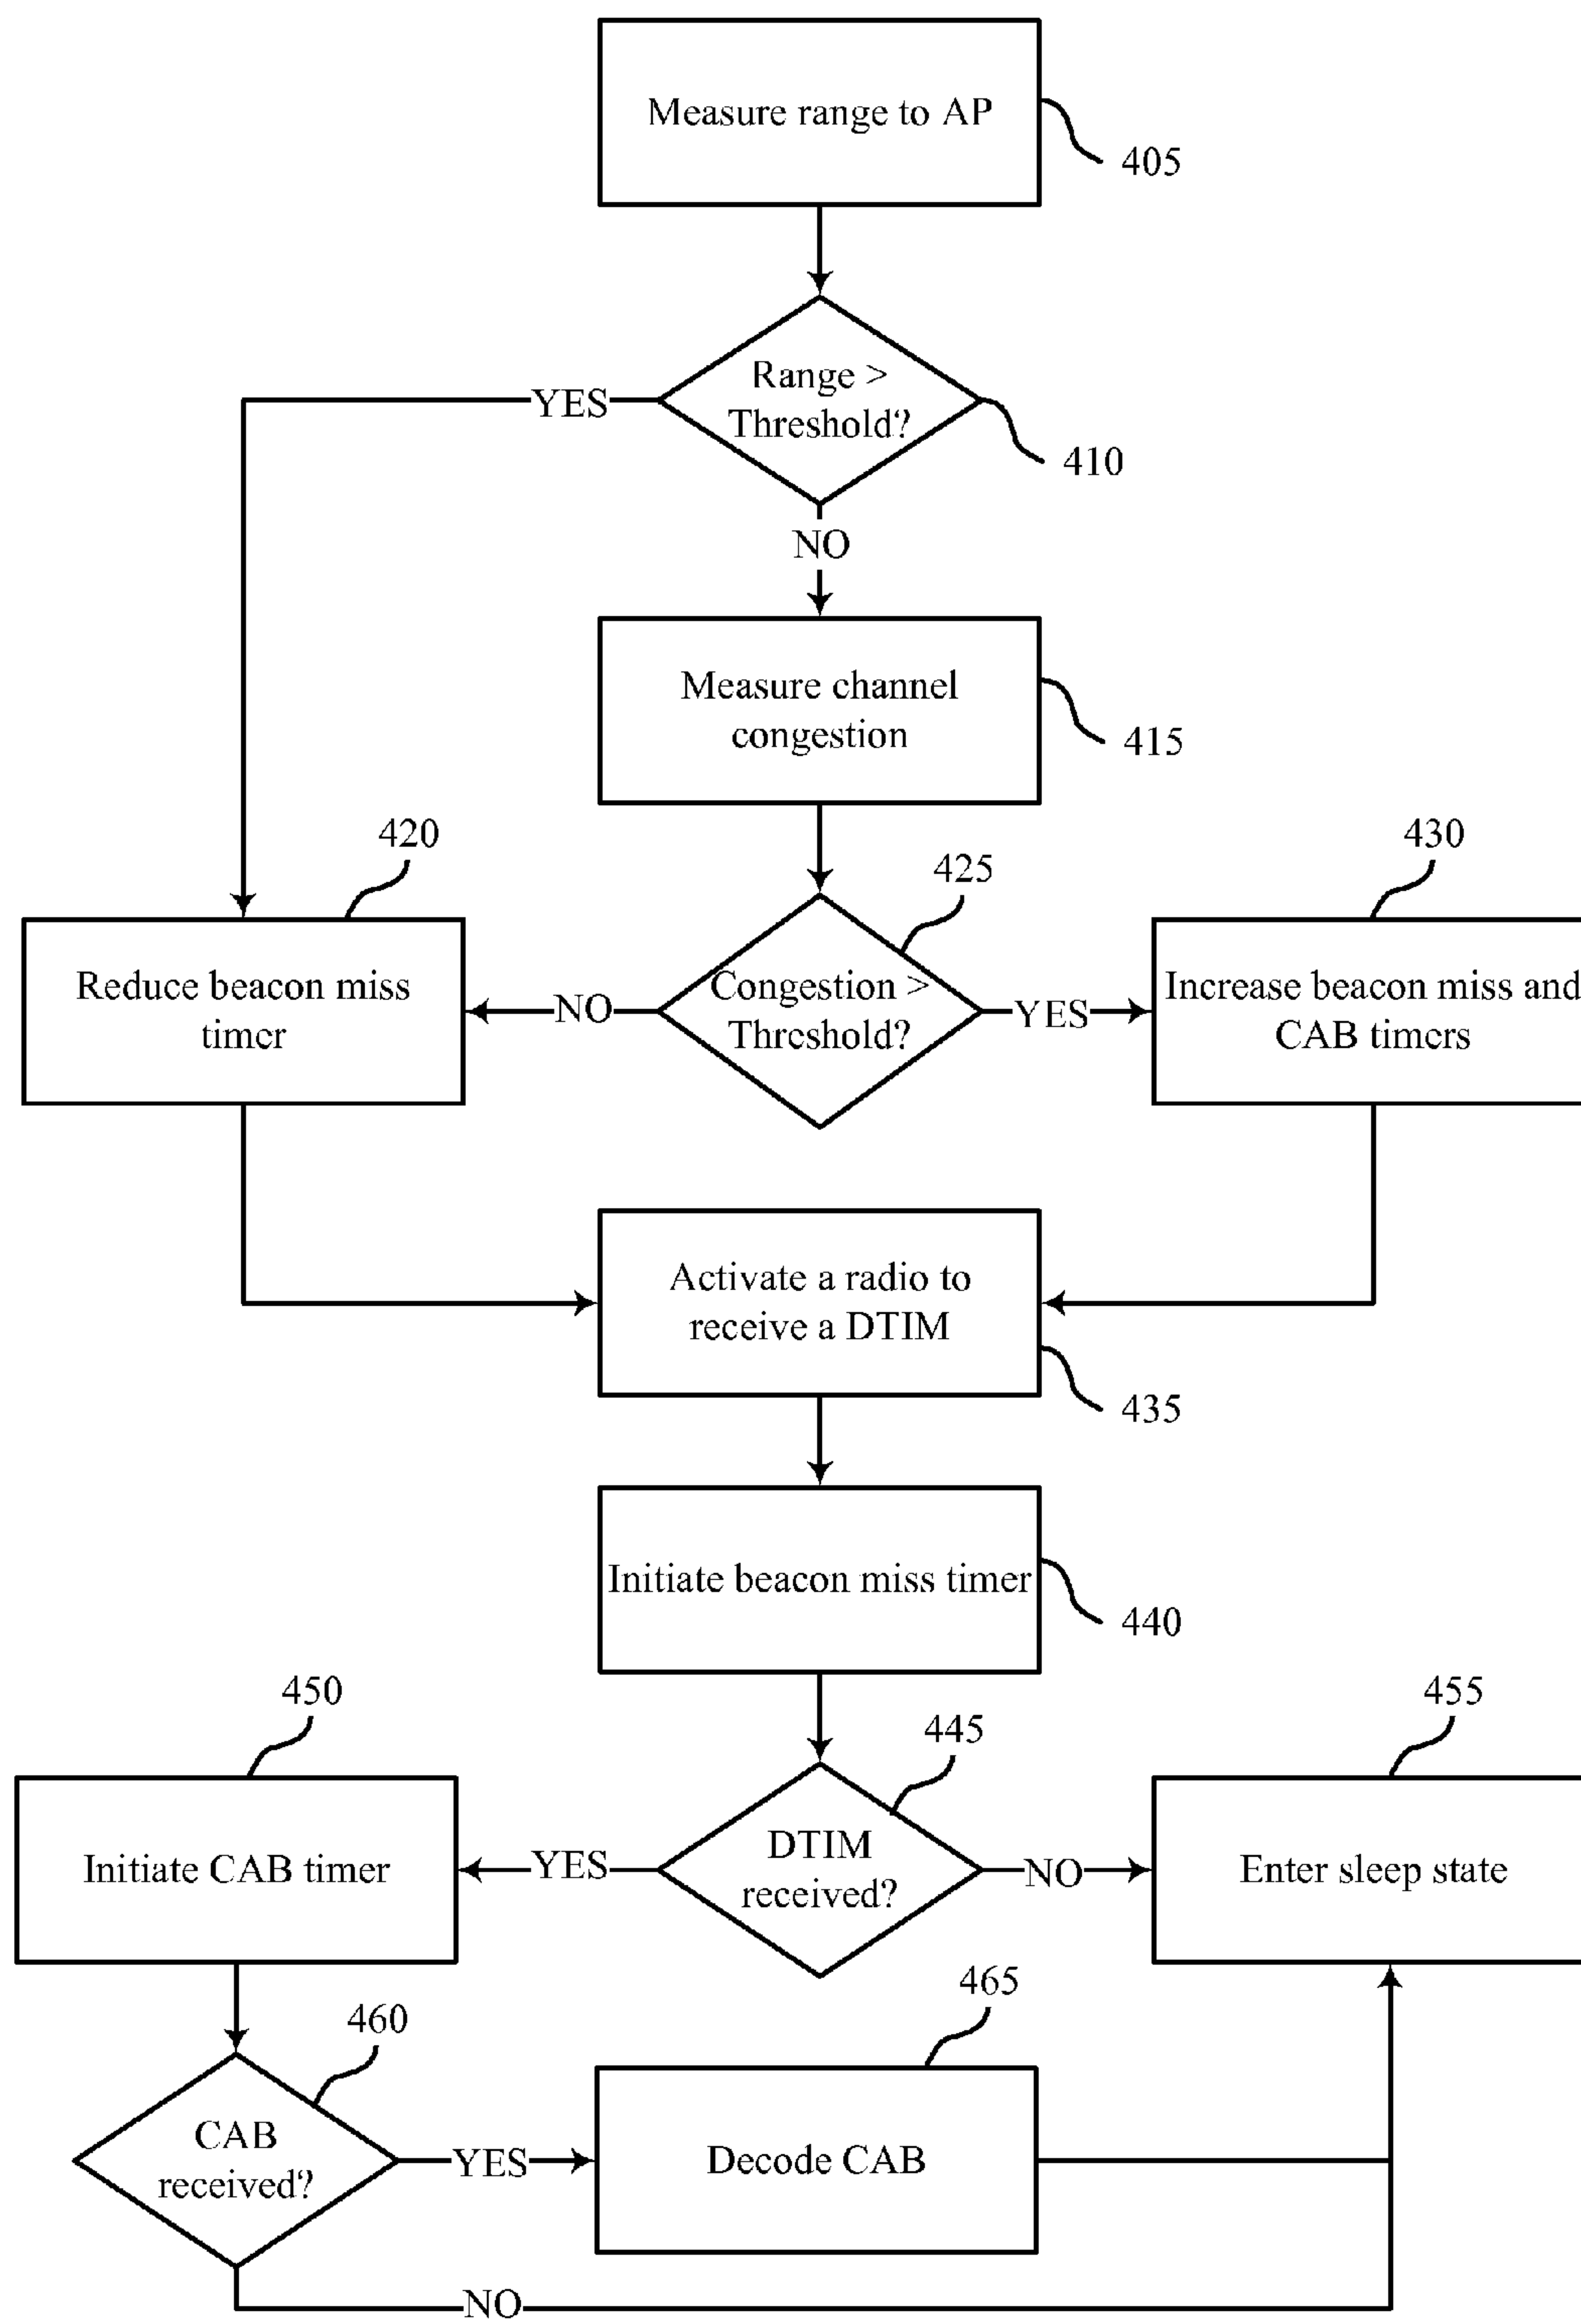 Measure range to AP
405
Range >
Threshold?
410
YES
NO
Measure channel
congestion
415
420
425
430
Reduce beacon miss
timer
NO
Congestion >
Threshold?
YES
Increase beacon miss and
CAB timers
Activate a radio to
receive a DTIM
435
Initiate beacon miss timer
440
450
445
455
Initiate CAB timer
YES
DTIM
received?
NO
Enter sleep state
460
465
CAB
received?
YES
Decode CAB
NO